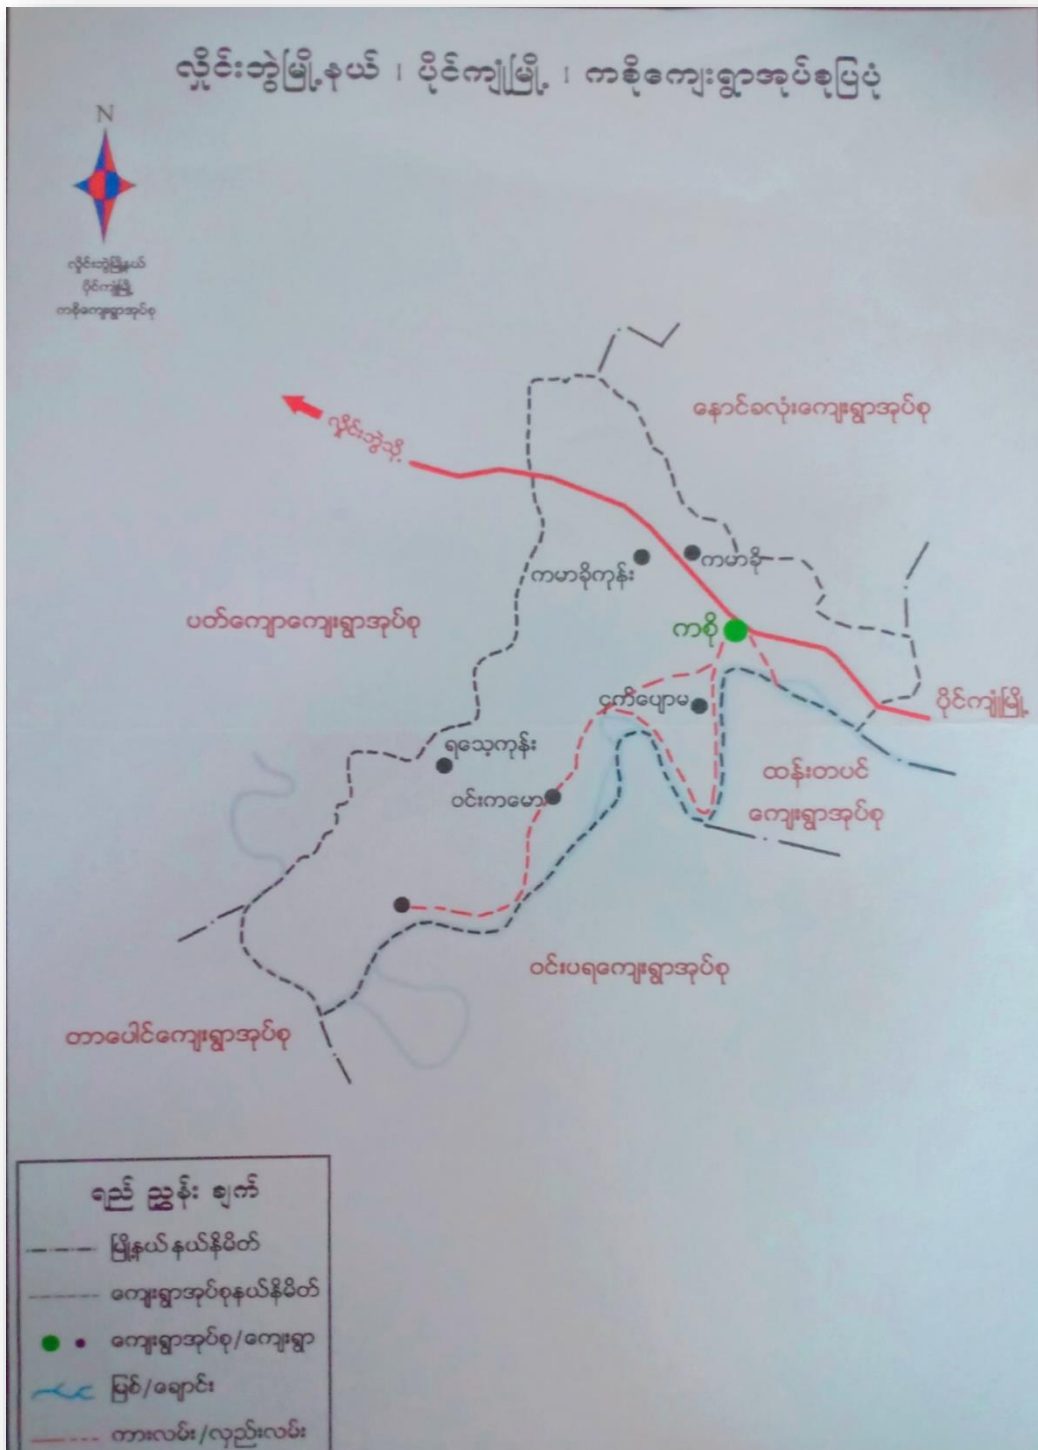 လှိုင်းဘွဲမြို့နယ် ၊ ပိုင်ကျုံမြို့ ၊ ကစိုကျေးရွာအုပ်စုပြပုံ
N
လှိုင်းဘွဲမြို့နယ်
ပိုင်ကျုံမြို့
ကစိုကျေးရွာအုပ်စု
နောင်ခလုံးကျေးရွာအုပ်စု
လှိုင်းဘွဲသို့
ကမာခိုကုန်း
ကမာခို
ပတ်ကျောကျေးရွာအုပ်စု
ကစို
ငှက်ပျောမ
ပိုင်ကျုံမြို့
ရသေ့ကုန်း
ထန်းတပင်
ကျေးရွာအုပ်စု
ဝင်းကမော
ဝင်းပရကျေးရွာအုပ်စု
တာပေါင်ကျေးရွာအုပ်စု
ရည် ညွှန်း ချက်
မြို့နယ်နယ်နိမိတ်
ကျေးရွာအုပ်စုနယ်နိမိတ်
ကျေးရွာအုပ်စု/ကျေးရွာ
မြစ်/ချောင်း
ကားလမ်း/လှည်းလမ်း